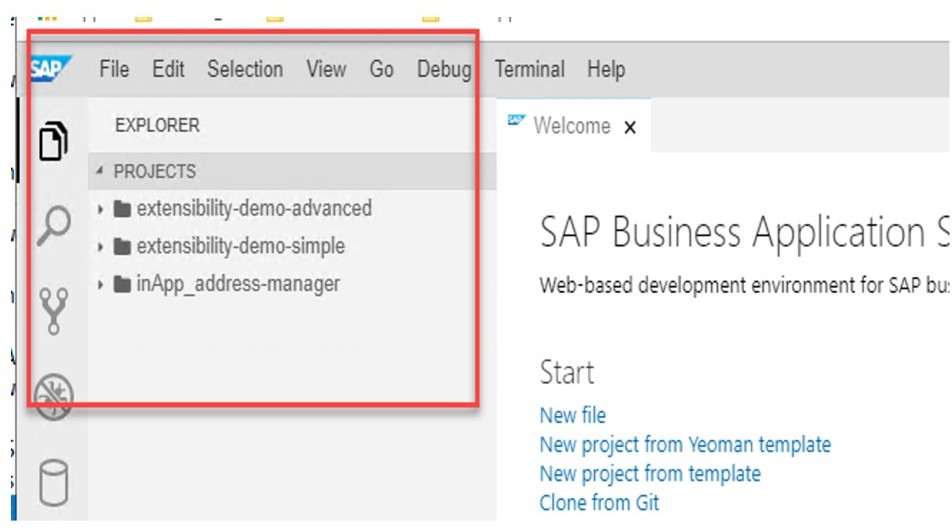 SAP File Edit Selection View Go Debug Terminal Help
EXPLORER
SAP Welcome x
PROJECTS
extensibility-demo-advanced
extensibility-demo-simple
inApp_address-manager
SAP Business Application S
Web-based development environment for SAP bu
Start
New file
New project from Yeoman template
New project from template
Clone from Git